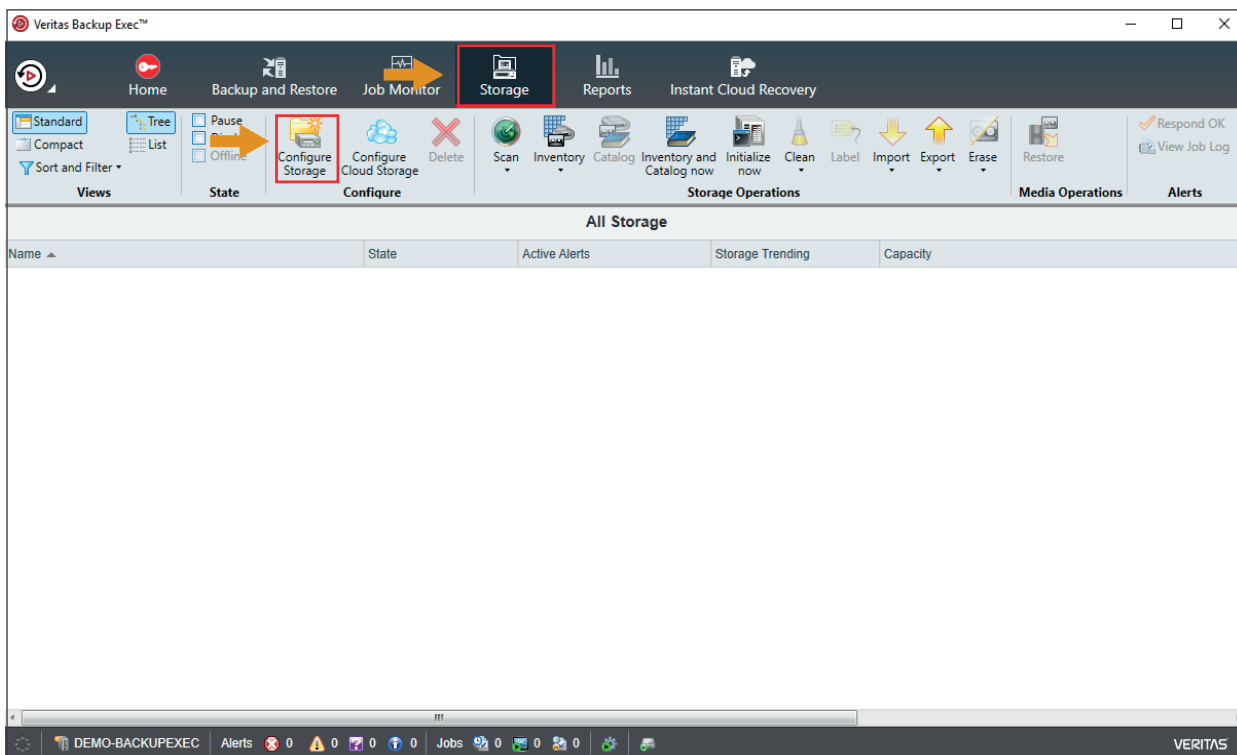 Veritas Backup Exec™
Home
Backup and Restore
Job Monitor
Storage
Reports
Instant Cloud Recovery
Standard
Compact
Sort and Filter
Tree
List
Views
Pause
Offline
State
Configure Storage
Configure Cloud Storage
Delete
Configure
Scan
Inventory
Catalog
Inventory and Catalog now
Initialize now
Clean
Label
Import
Export
Erase
Storage Operations
Restore
Media Operations
Respond OK
View Job Log
Alerts
All Storage
Name State Active Alerts Storage Trending Capacity
DEMO-BACKUPEXEC Alerts 0 0 0 0 Jobs 0 0 0 VERITAS